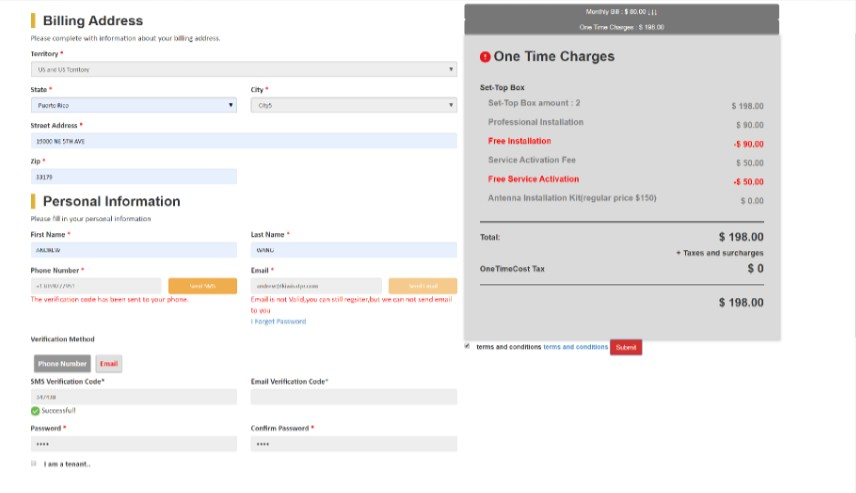 Billing Address
Please complete with information about your billing address.
Territory *
US and US Territory
State *
City *
Puerto Rico
City5
Street Address *
19000 NE 5TH AVE
Zip *
33179
Personal Information
Please fill in your personal information
First Name *
Last Name *
ANDREW
WANG
Phone Number *
Email *
Send SMS
Send Email
The verification code has been sent to your phone.
Email is not Valid,you can still regsiter,but we can not send email to you
I Forgot Password
Verification Method
Phone Number
Email
SMS Verification Code*
Email Verification Code*
Successful!
Password *
Confirm Password *
••••
••••
I am a tenant..
Monthly Bill : $ 80.00 ↓↓↓
One Time Charges : $ 198.00
One Time Charges
Set-Top Box
Set-Top Box amount : 2 $ 198.00
Professional Installation $ 90.00
Free Installation -$ 90.00
Service Activation Fee $ 50.00
Free Service Activation -$ 50.00
Antenna Installation Kit(regular price $150) $ 0.00
Total: $ 198.00
+ Taxes and surcharges
OneTimeCost Tax $ 0
$ 198.00
terms and conditions terms and conditions Submit